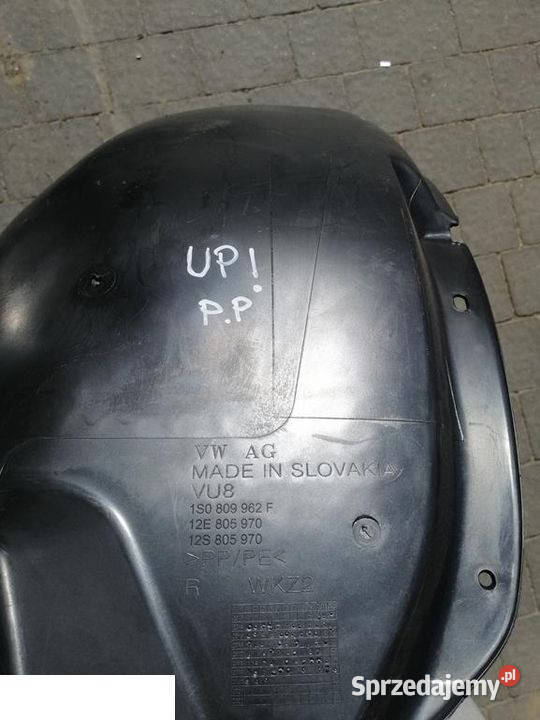 UP!
P.P
VW AG
MADE IN SLOVAKIA
VU8
1S0 809 962 F
12E 805 970
12S 805 970
>PP/PE<
R WKZ2
Sprzedajemy.pl